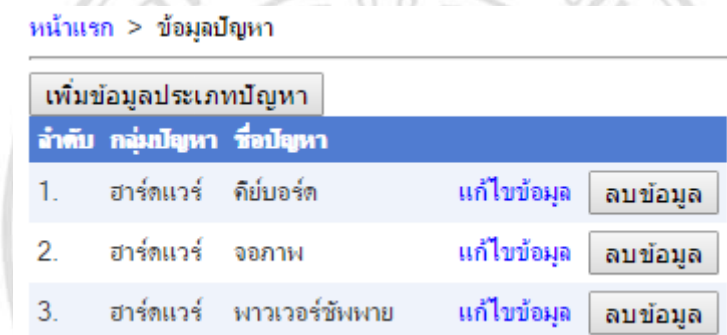 หน้าแรก > ข้อมูลปัญหา
เพิ่มข้อมูลประเภทปัญหา
ลำดับ กลุ่มปัญหา ชื่อปัญหา
1. ฮาร์ดแวร์ คีย์บอร์ด แก้ไขข้อมูล ลบข้อมูล
2. ฮาร์ดแวร์ จอภาพ แก้ไขข้อมูล ลบข้อมูล
3. ฮาร์ดแวร์ พาวเวอร์ซัพพาย แก้ไขข้อมูล ลบข้อมูล